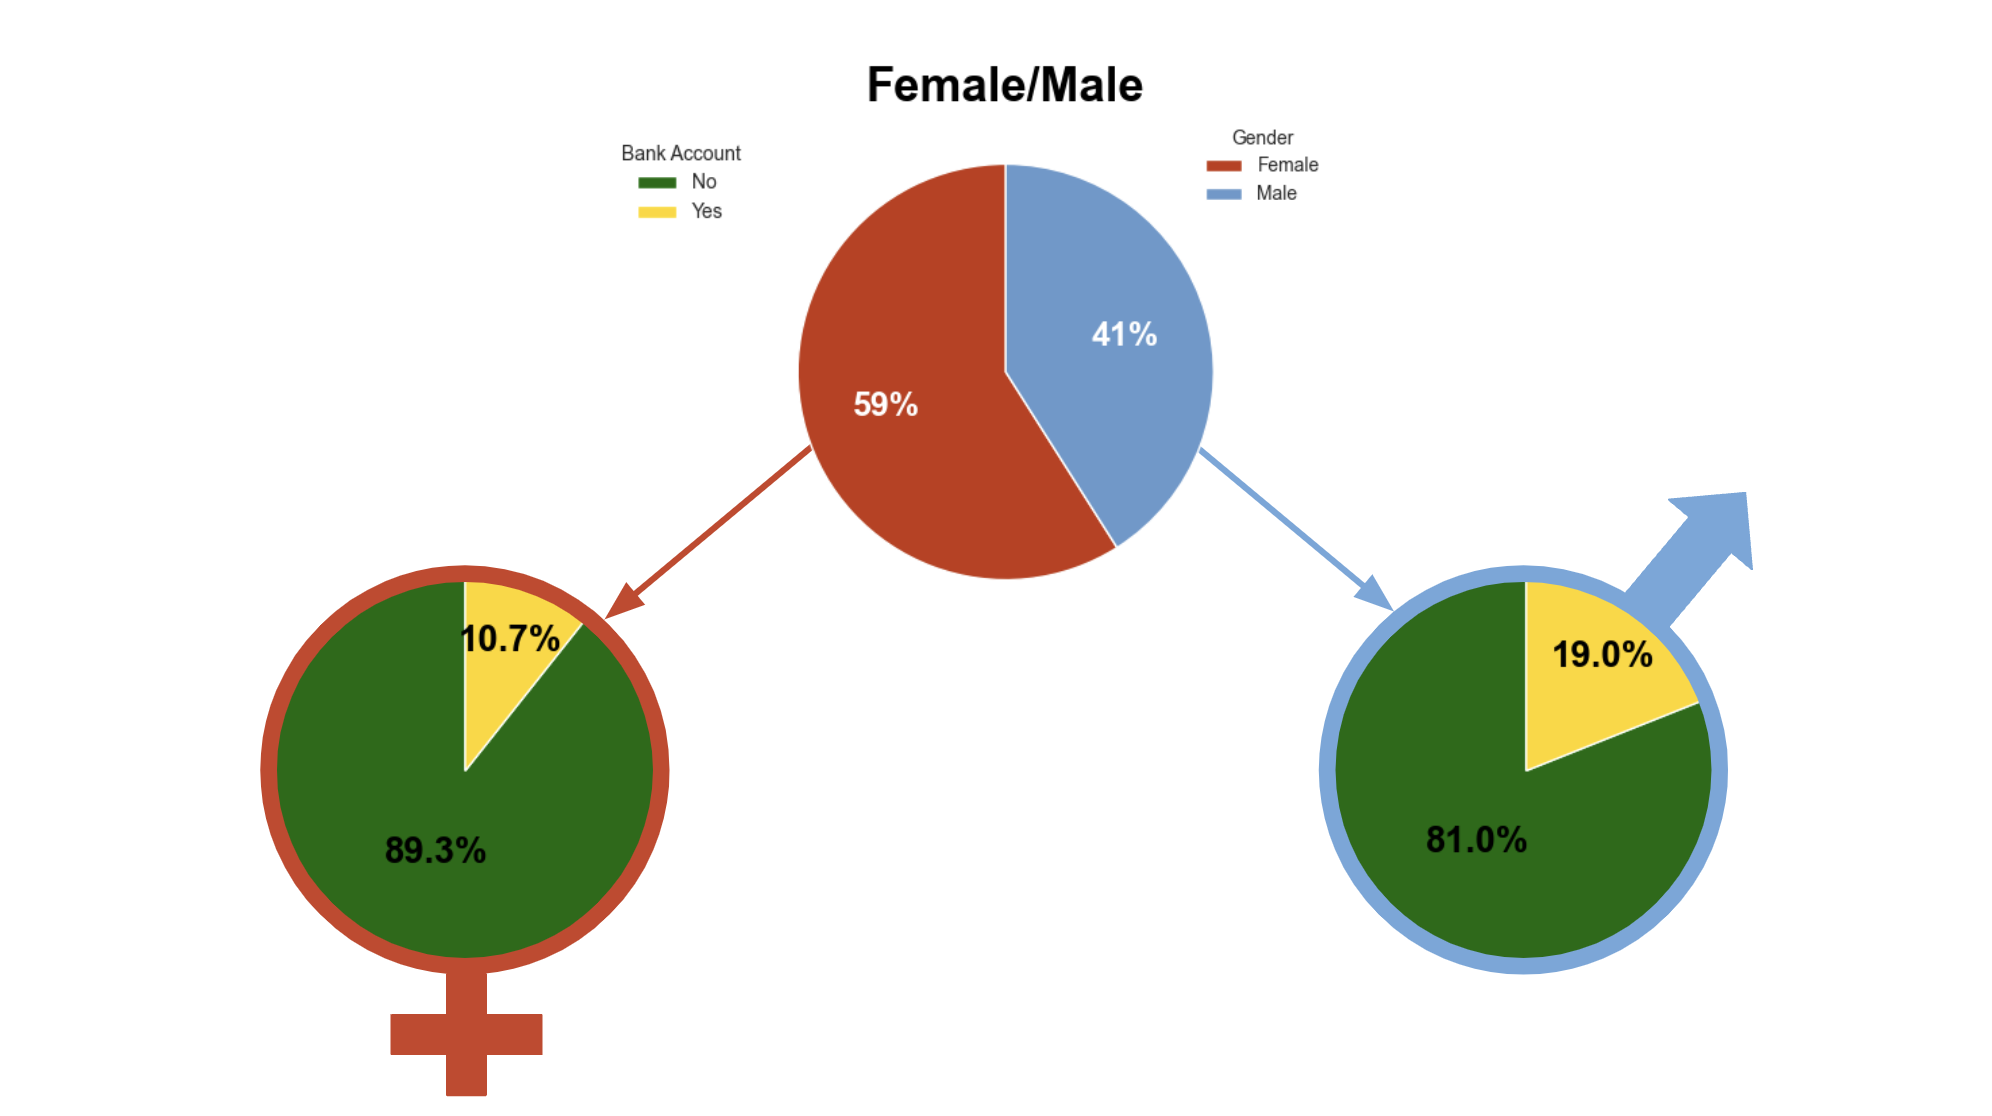 Female/Male
Bank Account
No
Yes
Gender
Female
Male
41%
59%
10.7%
89.3%
19.0%
81.0%